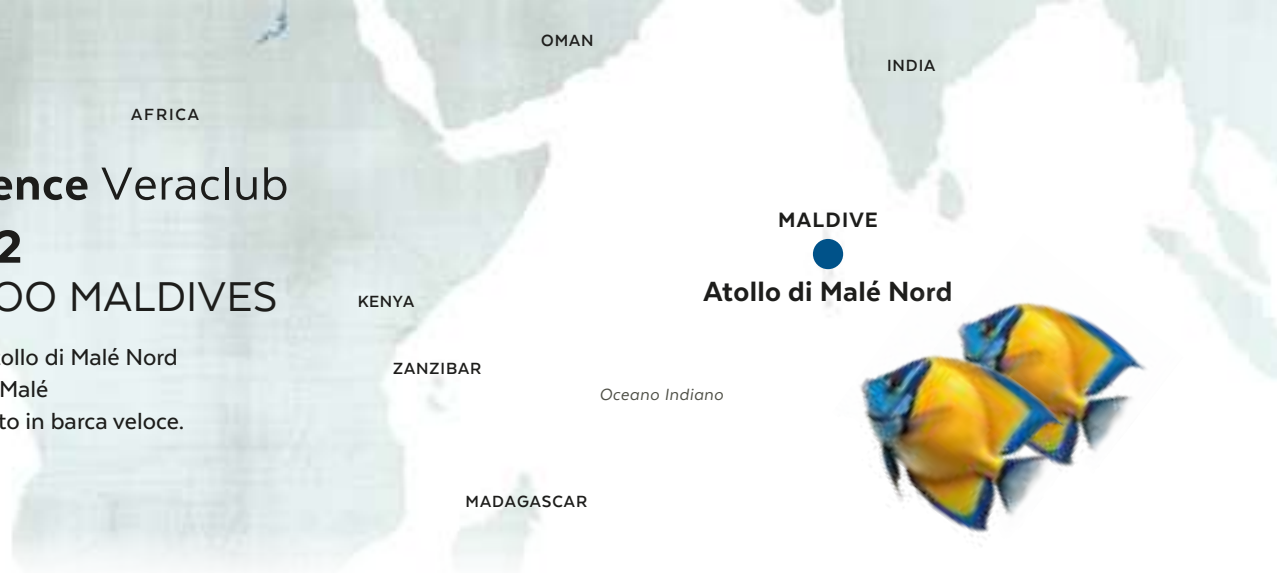 OMAN
INDIA
AFRICA
ence Veraclub
2
OO MALDIVES
ollo di Malé Nord
Malé
to in barca veloce.
MALDIVE
Atollo di Malé Nord
KENYA
ZANZIBAR
Oceano Indiano
MADAGASCAR